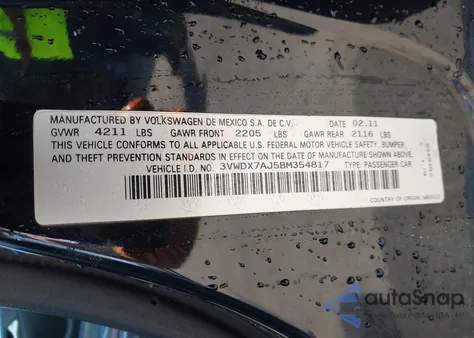 MANUFACTURED BY VOLKSWAGEN DE MEXICO S.A. DE C.V. DATE 02.11
GVWR 4211 LBS GAWR FRONT 2205 LBS GAWR REAR 2116 LBS
THIS VEHICLE CONFORMS TO ALL APPLICABLE U.S. FEDERAL MOTOR VEHICLE SAFETY, BUMPER,
AND THEFT PREVENTION STANDARDS IN EFFECT ON THE DATE OF MANUFACTURE SHOWN ABOVE.
VEHICLE I.D. NO. 3VWDX7AJ5BM354817 TYPE: PASSENGER CAR
COUNTRY OF ORIGIN: MEXICO
autoSnap